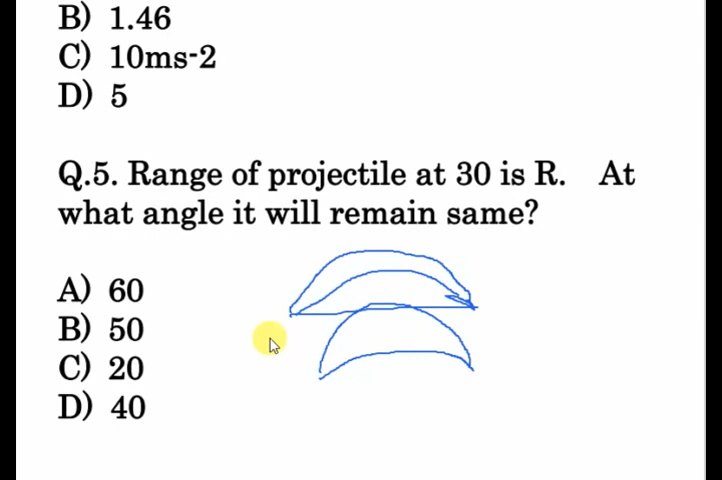 B) 1.46
C) 10ms-2
D) 5
Q.5. Range of projectile at 30 is R. At
what angle it will remain same?
A) 60
B) 50
C) 20
D) 40